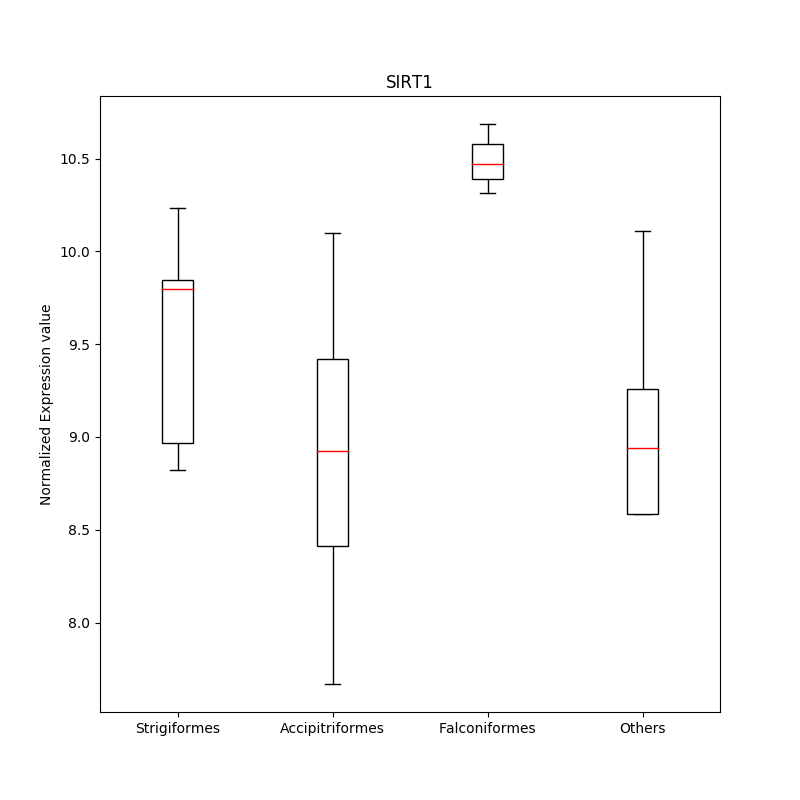 SIRT1
Normalized Expression value
10.5
10.0
9.5
9.0
8.5
8.0
Strigiformes Accipitriformes Falconiformes Others